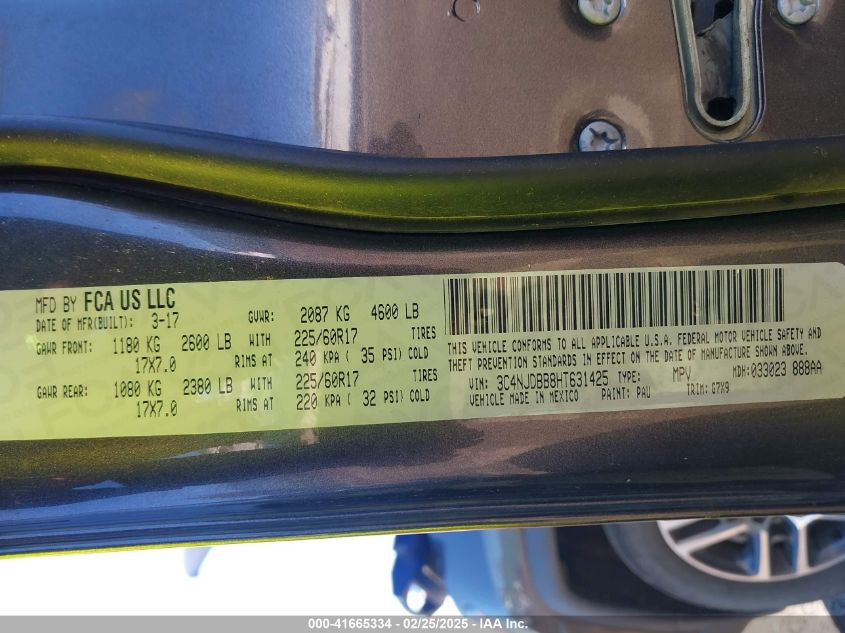 MFD BY FCA US LLC
DATE OF MFR(BUILT): 3-17 GVWR: 2087 KG 4600 LB
GAWR FRONT: 1180 KG 2600 LB WITH 225/60R17 TIRES
17X7.0 RIMS AT 240 KPA ( 35 PSI) COLD
GAWR REAR: 1080 KG 2380 LB WITH 225/60R17 TIRES
17X7.0 RIMS AT 220 KPA ( 32 PSI) COLD
THIS VEHICLE CONFORMS TO ALL APPLICABLE U.S.A. FEDERAL MOTOR VEHICLE SAFETY AND
THEFT PREVENTION STANDARDS IN EFFECT ON THE DATE OF MANUFACTURE SHOWN ABOVE.
VIN: 3C4NJDBB8HT631425 TYPE: MPV MDH:033023 888AA
VEHICLE MADE IN MEXICO PAINT: PAU TRIM: G7X9
000-41665334 - 02/25/2025 - IAAI.COM